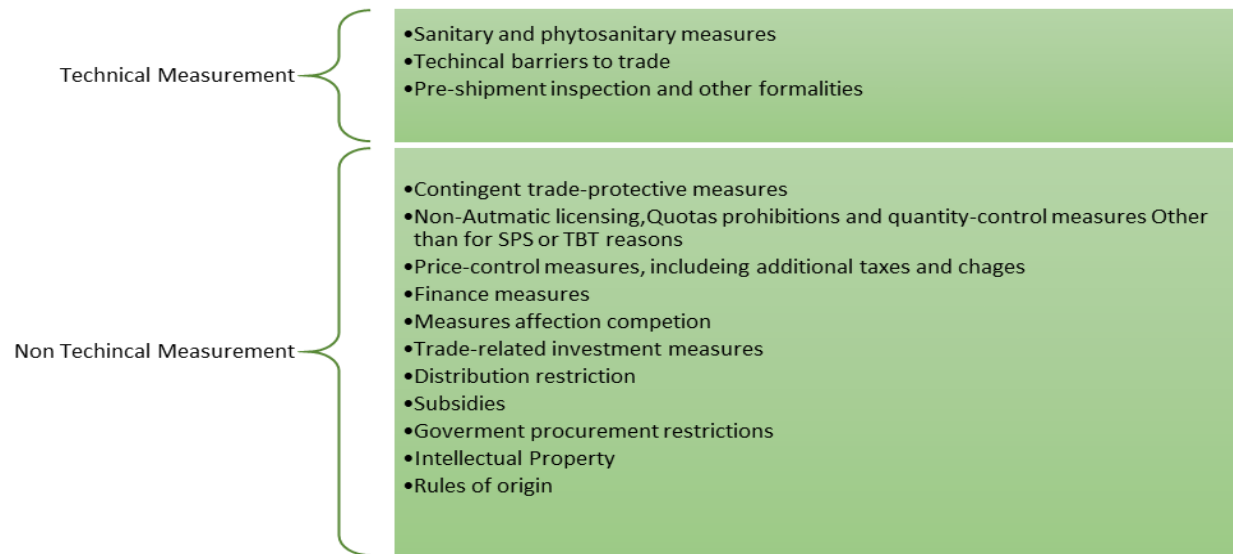 Technical Measurement
•Sanitary and phytosanitary measures
•Techincal barriers to trade
•Pre-shipment inspection and other formalities
Non Techincal Measurement
•Contingent trade-protective measures
•Non-Autmatic licensing,Quotas prohibitions and quantity-control measures Other
than for SPS or TBT reasons
•Price-control measures, includeing additional taxes and chages
•Finance measures
•Measures affection competion
•Trade-related investment measures
•Distribution restriction
•Subsidies
•Goverment procurement restrictions
•Intellectual Property
•Rules of origin